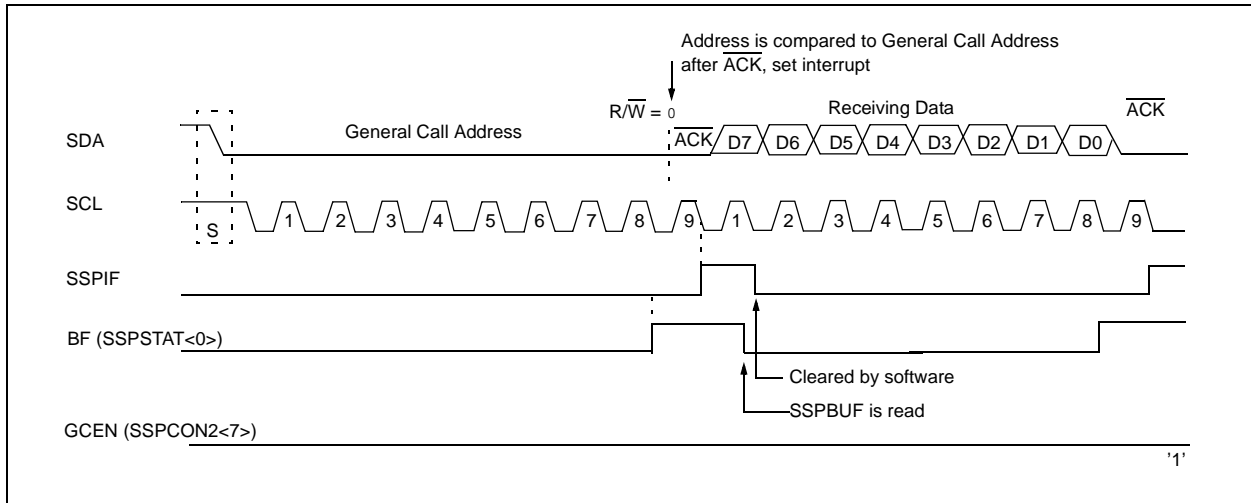 Address is compared to General Call Address
after ACK, set interrupt
R/W = 0
Receiving Data
ACK
General Call Address
SDA
ACK D7 D6 D5 D4 D3 D2 D1 D0
SCL
S
1 2 3 4 5 6 7 8 9 1 2 3 4 5 6 7 8 9
SSPIF
BF (SSPSTAT<0>)
Cleared by software
SSPBUF is read
GCEN (SSPCON2<7>)
'1'